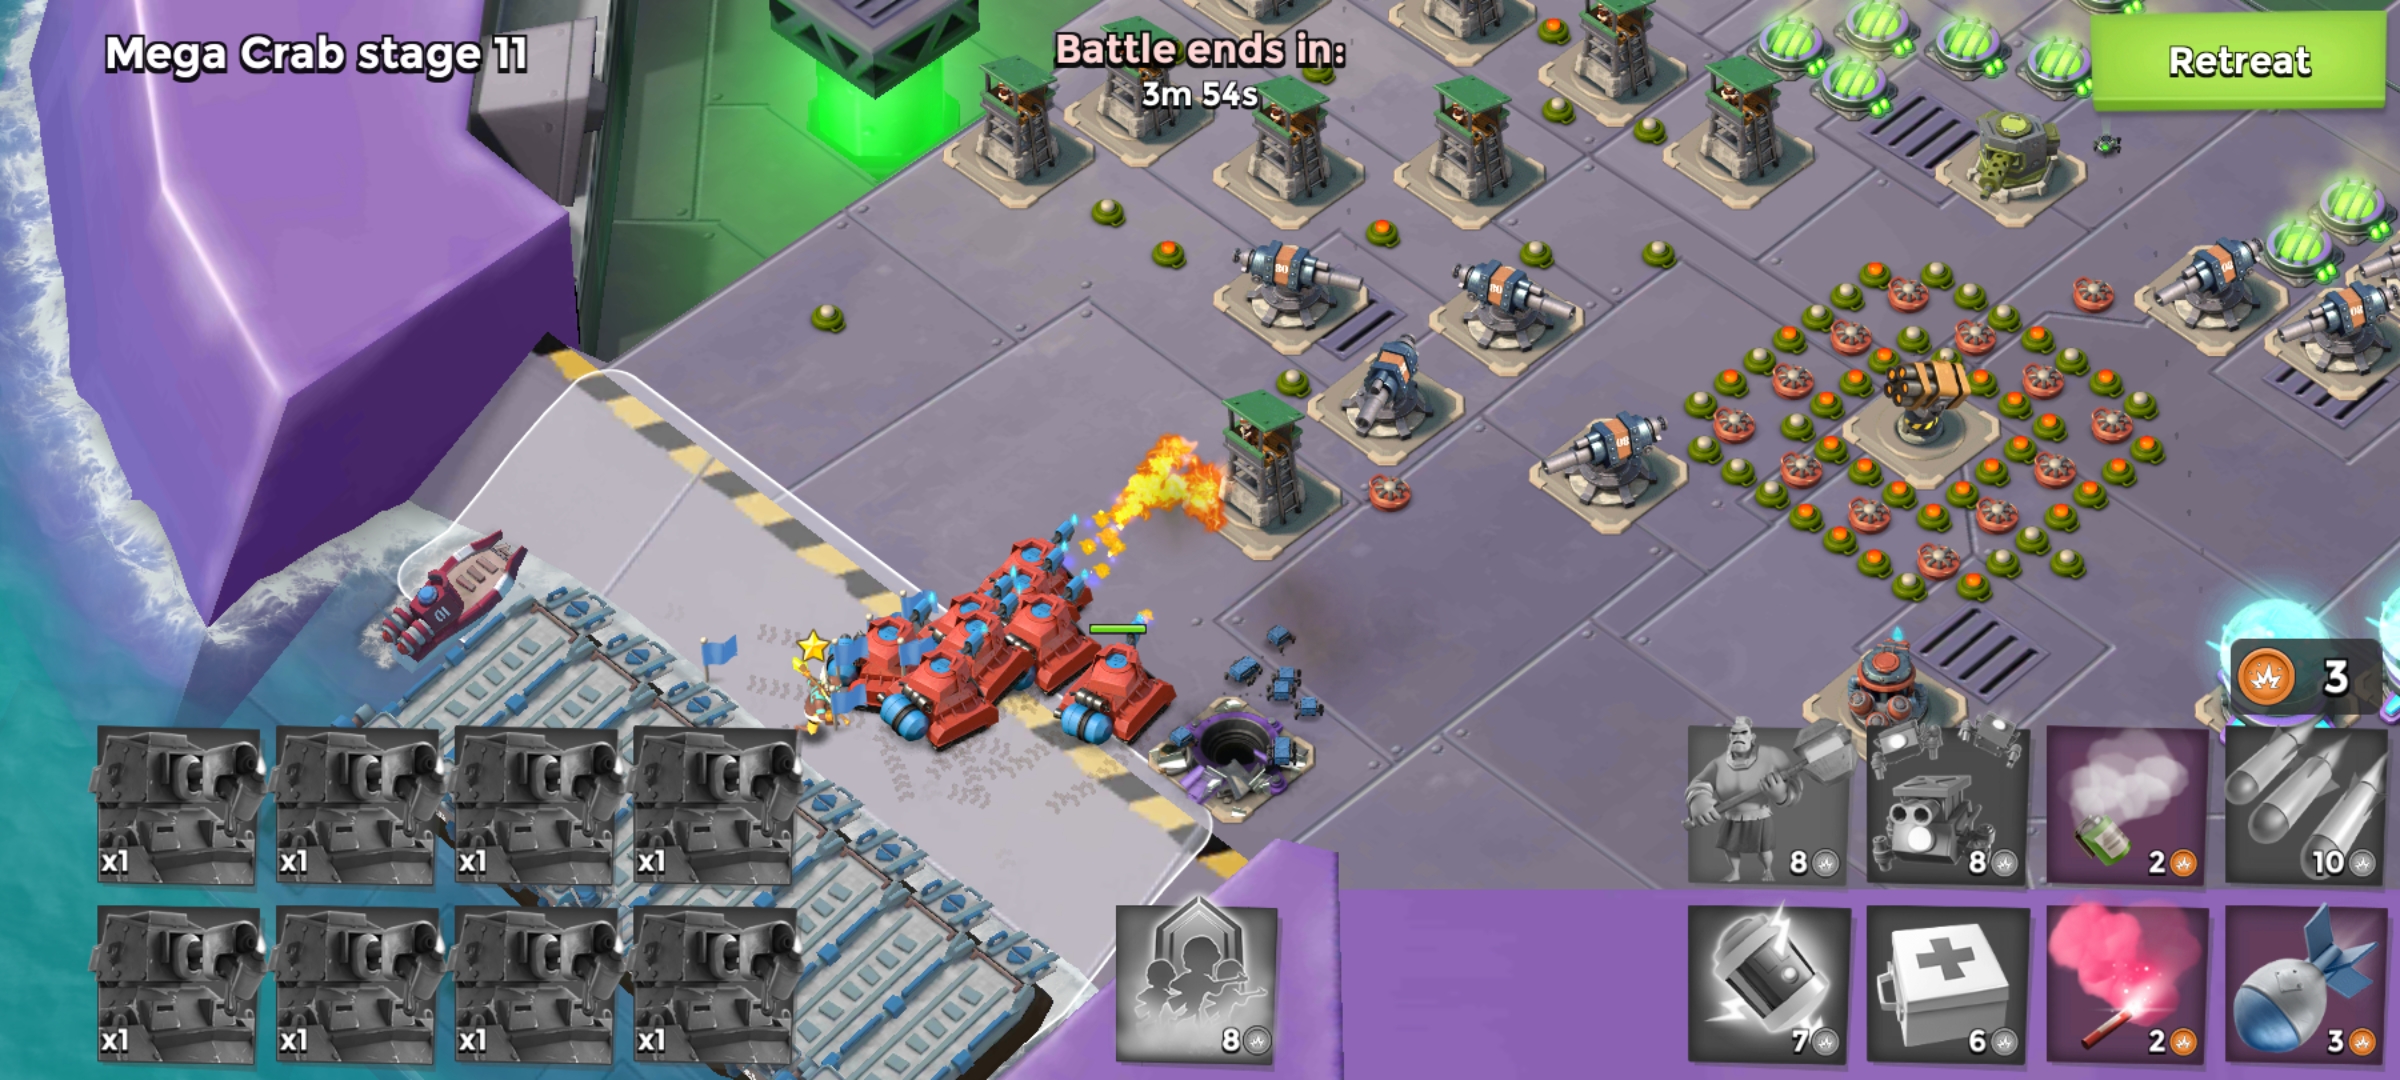 Mega Crab stage 11
Battle ends in:
3m 54s
Retreat
3
x1
x1
x1
x1
8
8
2
10
x1
x1
x1
x1
8
7
6
2
3